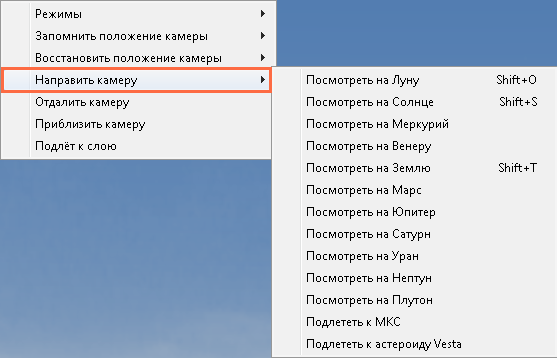 Режимы
Запомнить положение камеры
Восстановить положение камеры
Направить камеру
Отдалить камеру
Приблизить камеру
Подлёт к слою
Посмотреть на Луну Shift+O
Посмотреть на Солнце Shift+S
Посмотреть на Меркурий
Посмотреть на Венеру
Посмотреть на Землю Shift+T
Посмотреть на Марс
Посмотреть на Юпитер
Посмотреть на Сатурн
Посмотреть на Уран
Посмотреть на Нептун
Посмотреть на Плутон
Подлететь к МКС
Подлететь к астероиду Vesta